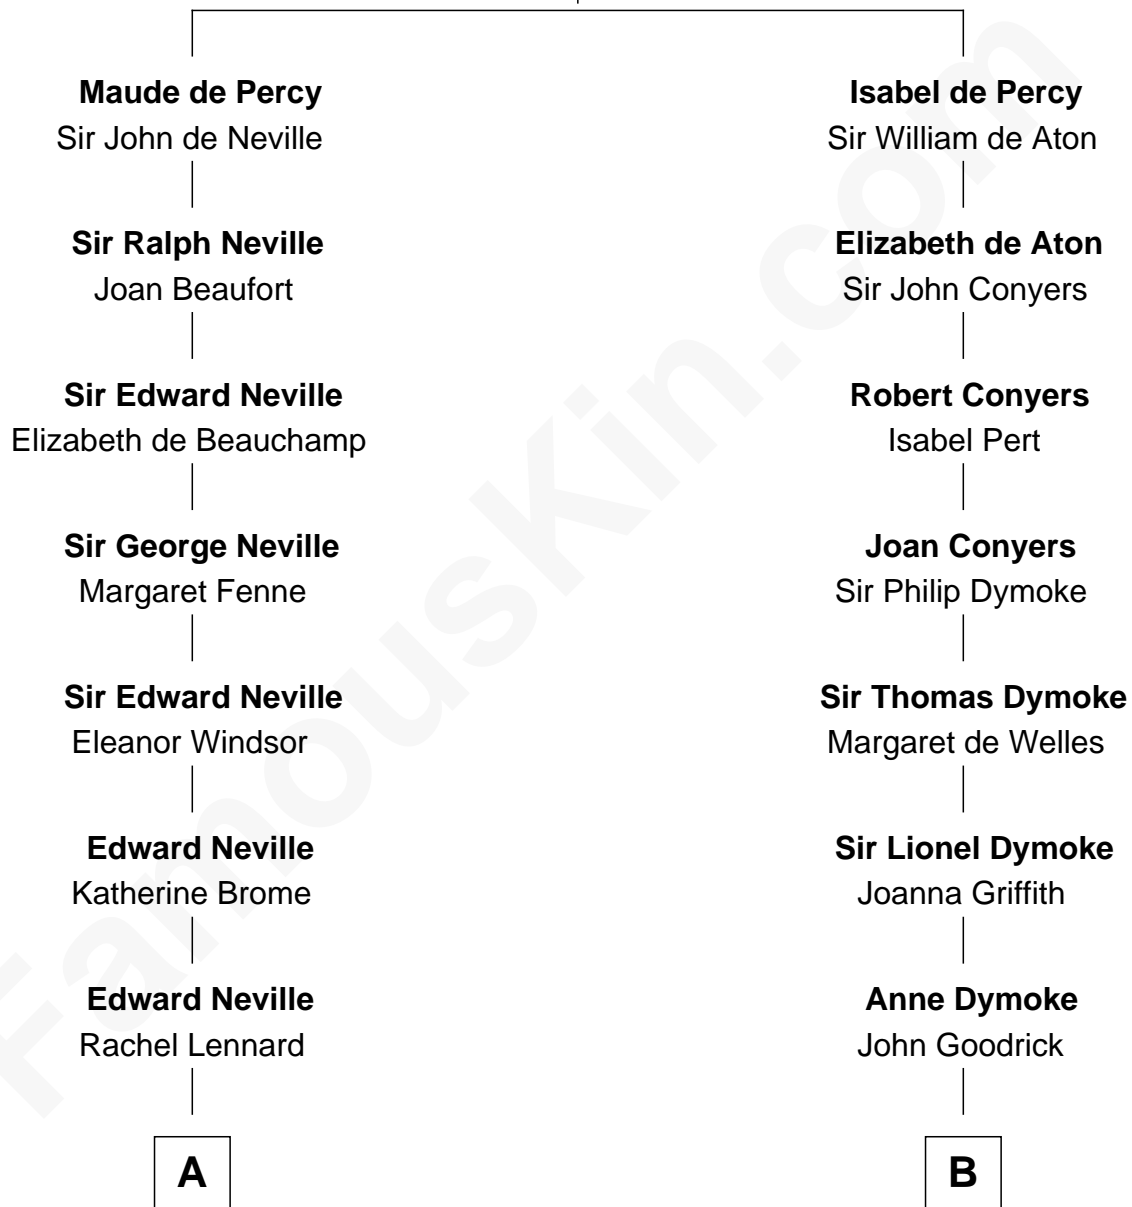 Maude de Percy
Sir John de Neville
Sir Ralph Neville
Joan Beaufort
Sir Edward Neville
Elizabeth de Beauchamp
Sir George Neville
Margaret Fenne
Sir Edward Neville
Eleanor Windsor
Edward Neville
Katherine Brome
Edward Neville
Rachel Lennard
A
Isabel de Percy
Sir William de Aton
Elizabeth de Aton
Sir John Conyers
Robert Conyers
Isabel Pert
Joan Conyers
Sir Philip Dymoke
Sir Thomas Dymoke
Margaret de Welles
Sir Lionel Dymoke
Joanna Griffith
Anne Dymoke
John Goodrick
B
FamousKin.com